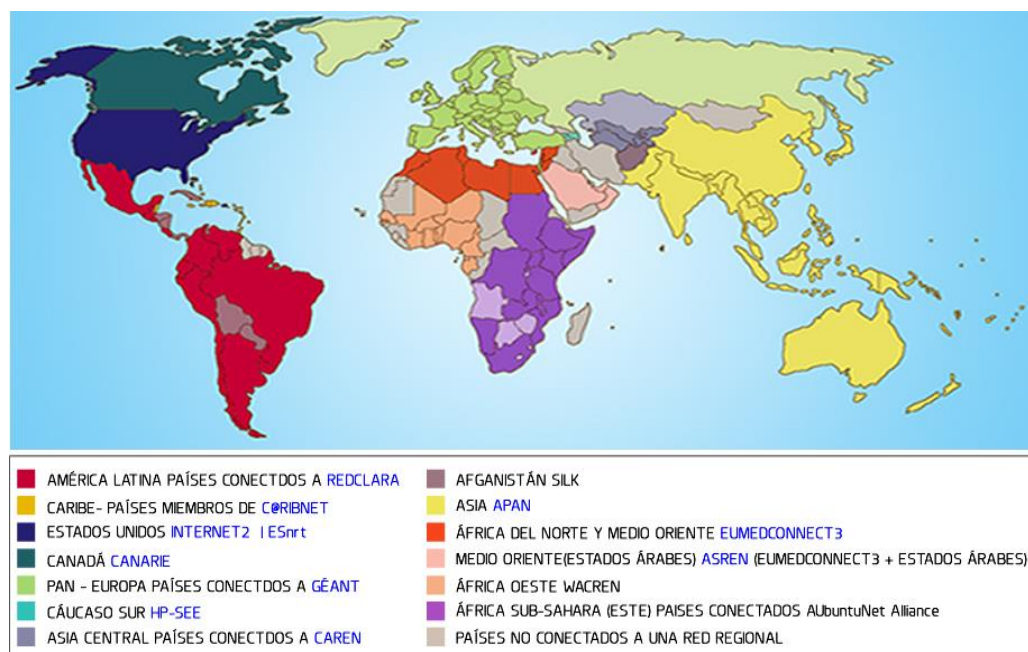 AMÉRICA LATINA PAÍSES CONECTDOS A REDCLARA
CARIBE- PAÍSES MIEMBROS DE C@RIBNET
ESTADOS UNIDOS INTERNET2 | ESnrt
CANADÁ CANARIE
PAN - EUROPA PAÍSES CONECTDOS A GÉANT
CÁUCASO SUR HP-SEE
ASIA CENTRAL PAÍSES CONECTDOS A CAREN
AFGANISTÁN SILK
ASIA APAN
ÁFRICA DEL NORTE Y MEDIO ORIENTE EUMEDCONNECT3
MEDIO ORIENTE(ESTADOS ÁRABES) ASREN (EUMEDCONNECT3 + ESTADOS ÁRABES)
ÁFRICA OESTE WACREN
ÁFRICA SUB-SAHARA (ESTE) PAISES CONECTADOS AUbuntuNet Alliance
PAÍSES NO CONECTADOS A UNA RED REGIONAL